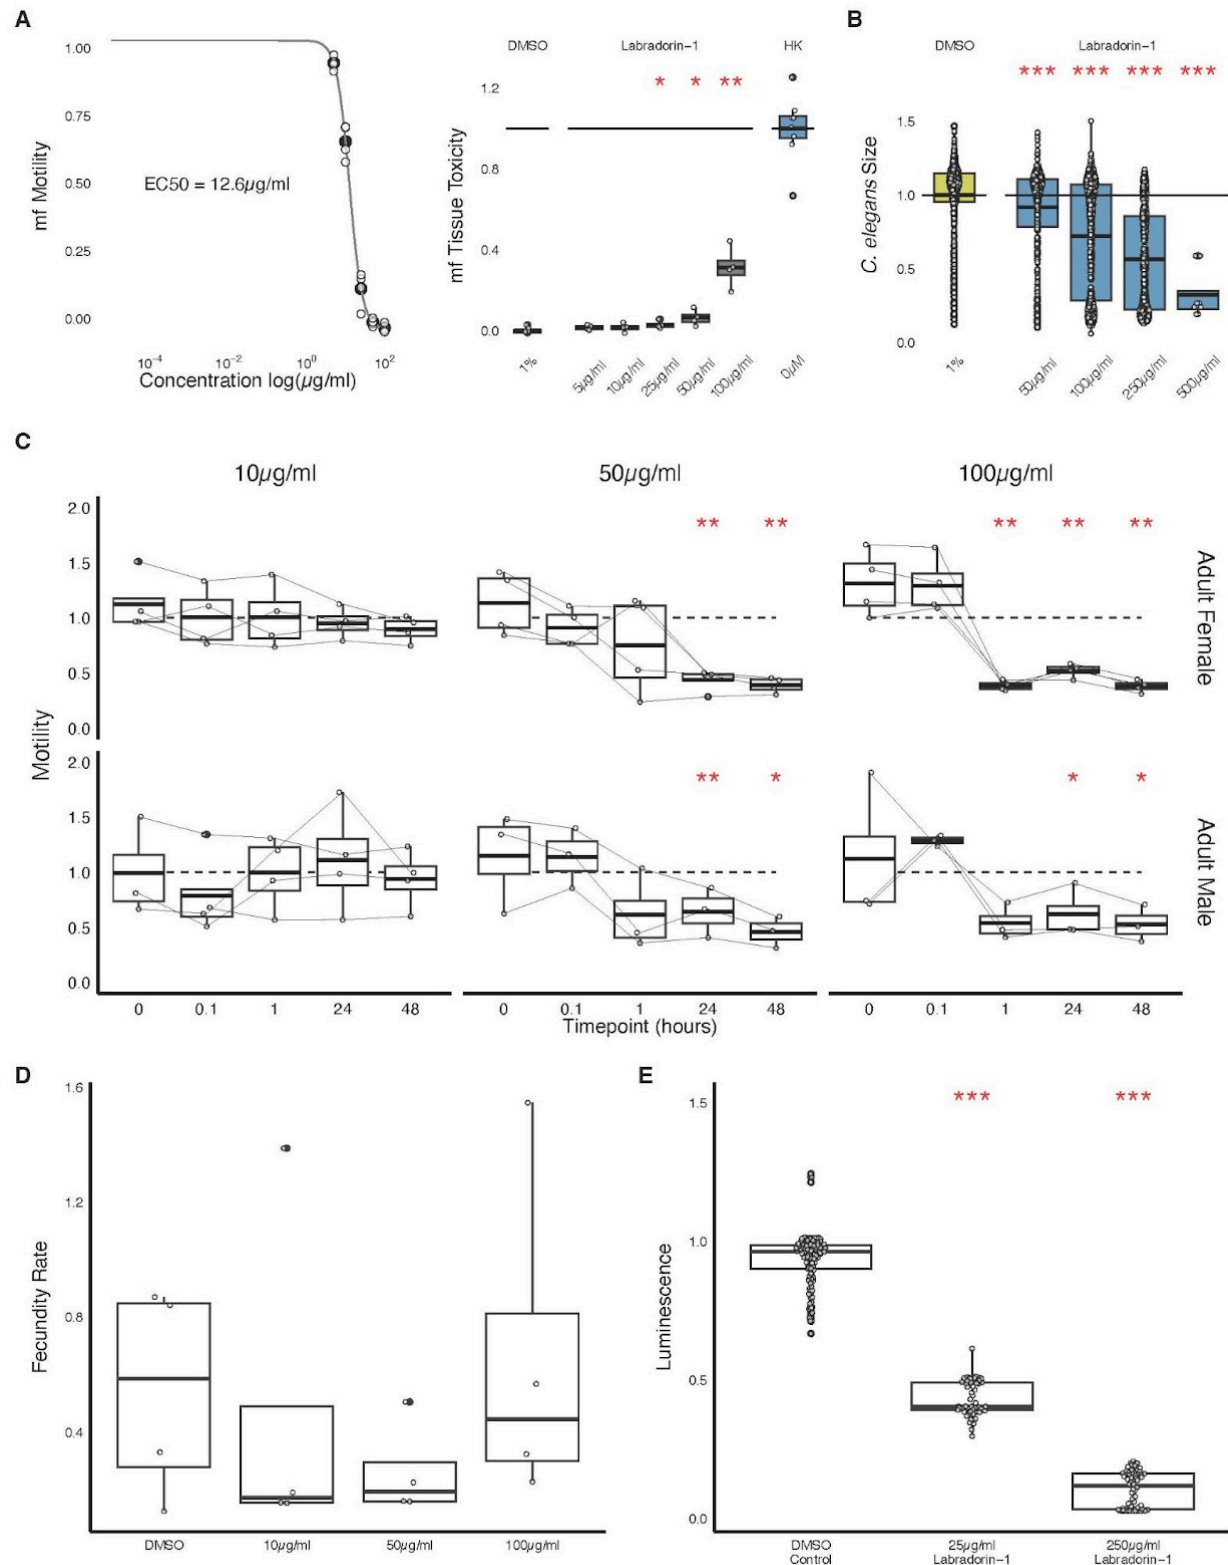 A
1.00
0.75
0.50
0.25
0.00
mf Motility
EC50 = 12.6µg/ml
10⁻⁴ 10⁻² 10⁰ 10²
Concentration log(µg/ml)
DMSO Labradorin−1 HK
* * **
1.2
0.8
0.4
0.0
mf Tissue Toxicity
1% 5µg/ml 10µg/ml 25µg/ml 50µg/ml 100µg/ml 0µM
B
DMSO Labradorin−1
*** *** *** ***
1.5
1.0
0.5
0.0
C. elegans Size
1% 50µg/ml 100µg/ml 250µg/ml 500µg/ml
C
10µg/ml 50µg/ml 100µg/ml
2.0
1.5
1.0
0.5
0.0
** ** ** ** **
Adult Female
Motility
2.0
1.5
1.0
0.5
0.0
** * * *
Adult Male
0 0.1 1 24 48 0 0.1 1 24 48 0 0.1 1 24 48
Timepoint (hours)
D
1.6
1.2
0.8
0.4
Fecundity Rate
DMSO 10µg/ml 50µg/ml 100µg/ml
E
*** ***
1.5
1.0
0.5
0.0
Luminescence
DMSO 25µg/ml 250µg/ml
Control Labradorin−1 Labradorin−1